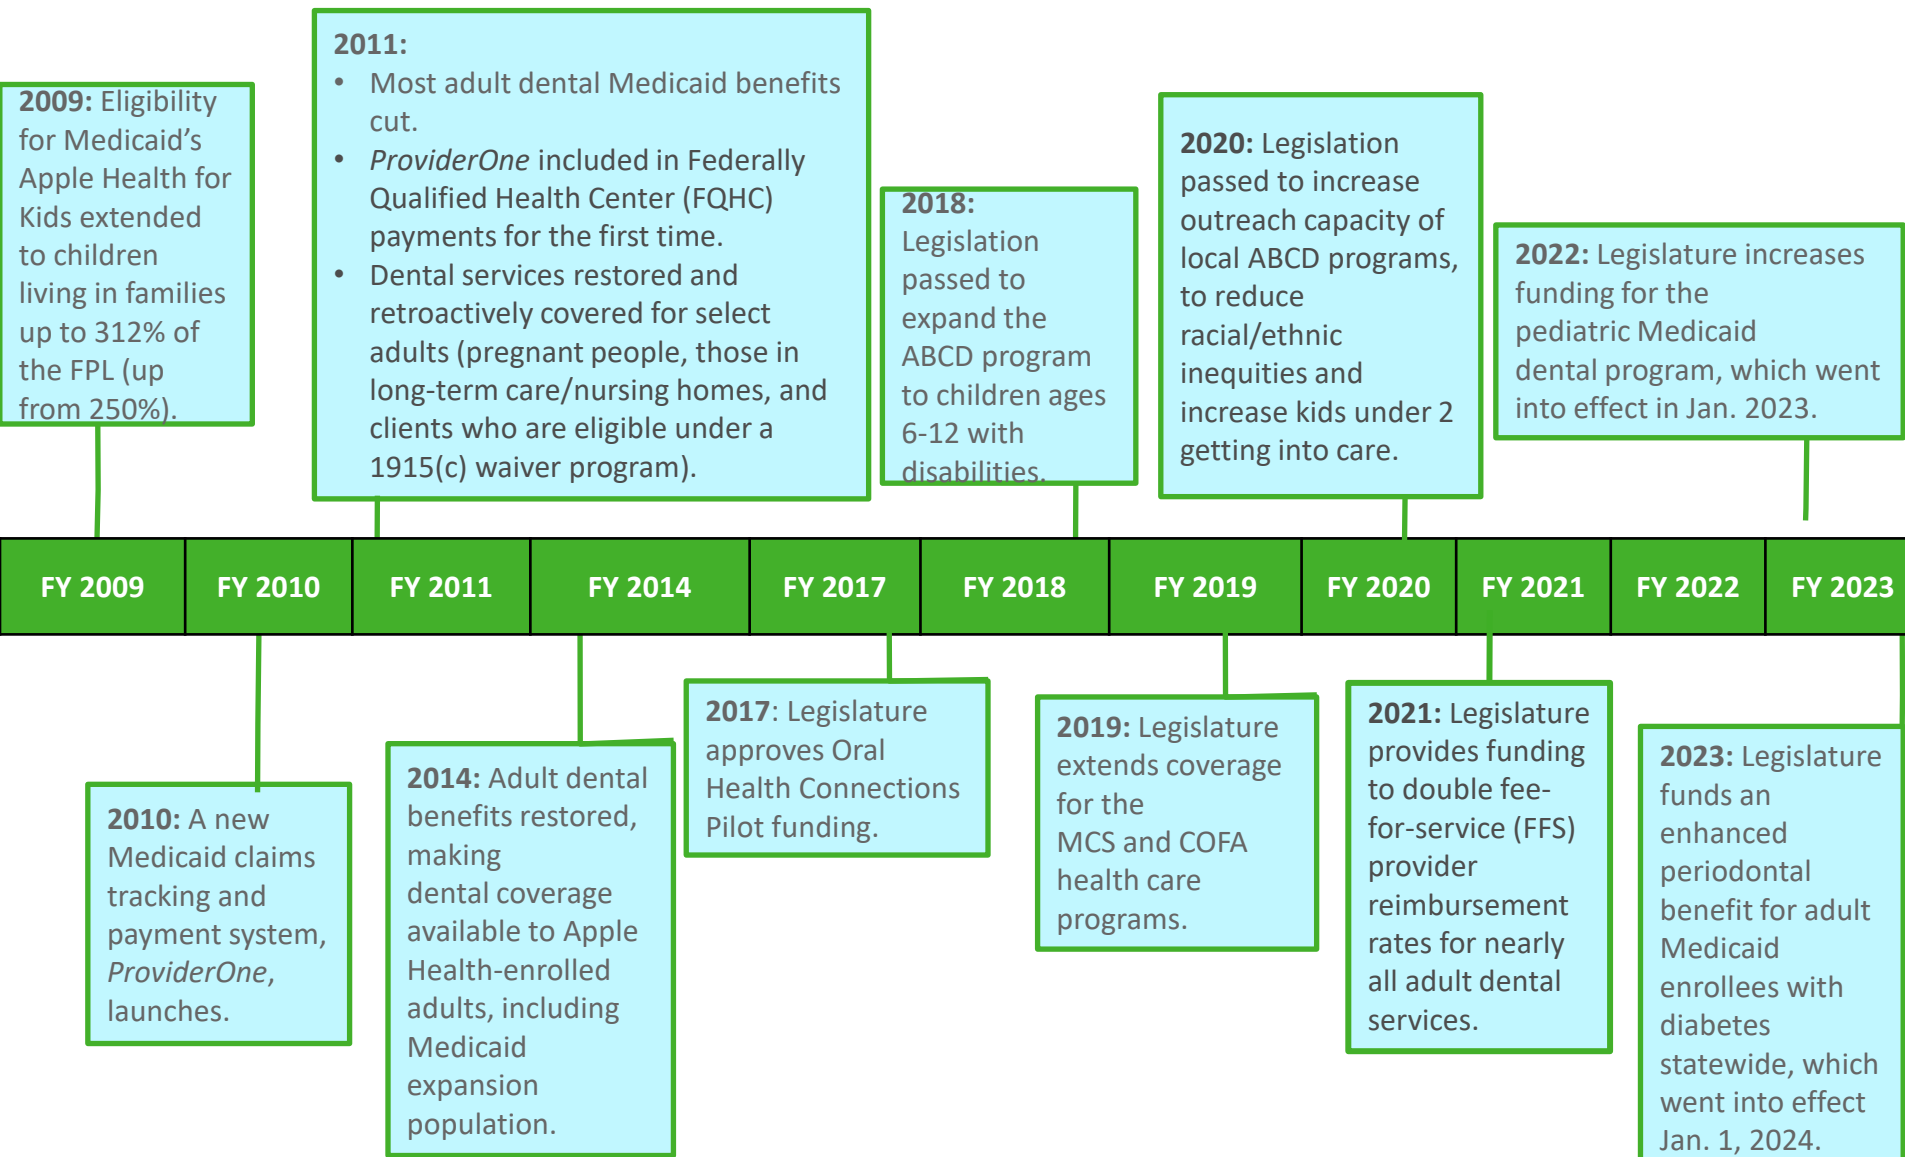 2009: Eligibility
for Medicaid’s
Apple Health for
Kids extended
to children
living in families
up to 312% of
the FPL (up
from 250%).
2011:
• Most adult dental Medicaid benefits
cut.
• ProviderOne included in Federally
Qualified Health Center (FQHC)
payments for the first time.
• Dental services restored and
retroactively covered for select
adults (pregnant people, those in
long-term care/nursing homes, and
clients who are eligible under a
1915(c) waiver program).
2018:
Legislation
passed to
expand the
ABCD program
to children ages
6-12 with
disabilities.
2020: Legislation
passed to increase
outreach capacity of
local ABCD programs,
to reduce
racial/ethnic
inequities and
increase kids under 2
getting into care.
2022: Legislature increases
funding for the
pediatric Medicaid
dental program, which went
into effect in Jan. 2023.
FY 2009 FY 2010 FY 2011 FY 2014 FY 2017 FY 2018 FY 2019 FY 2020 FY 2021 FY 2022 FY 2023
2010: A new
Medicaid claims
tracking and
payment system,
ProviderOne,
launches.
2014: Adult dental
benefits restored,
making
dental coverage
available to Apple
Health-enrolled
adults, including
Medicaid
expansion
population.
2017: Legislature
approves Oral
Health Connections
Pilot funding.
2019: Legislature
extends coverage
for the
MCS and COFA
health care
programs.
2021: Legislature
provides funding
to double fee-
for-service (FFS)
provider
reimbursement
rates for nearly
all adult dental
services.
2023: Legislature
funds an
enhanced
periodontal
benefit for adult
Medicaid
enrollees with
diabetes
statewide, which
went into effect
Jan. 1, 2024.